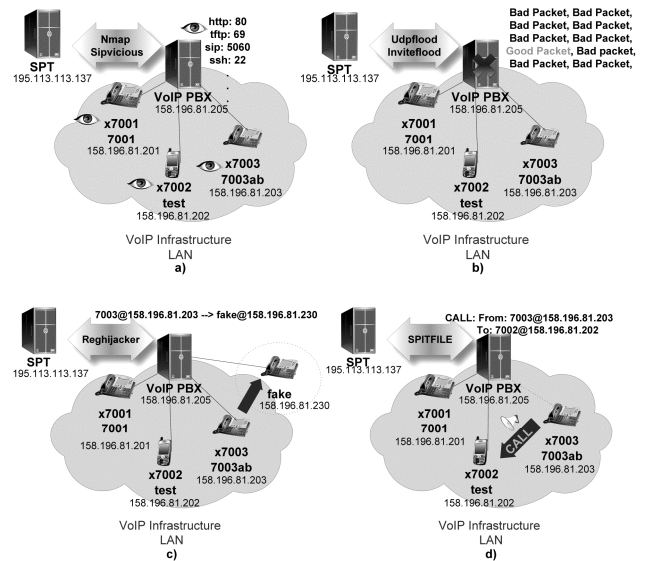 Nmap
Sipvicious
http: 80
tftp: 69
sip: 5060
ssh: 22
.
.
.
SPT
195.113.113.137
VoIP PBX
158.196.81.205
x7001
7001
158.196.81.201
x7003
7003ab
158.196.81.203
x7002
test
158.196.81.202
VoIP Infrastructure
LAN
a)
Udpflood
Inviteflood
Bad Packet, Bad Packet,
Bad Packet, Bad Packet,
Bad Packet, Bad Packet,
Good Packet, Bad packet,
Bad Packet, Bad Packet,
SPT
195.113.113.137
VoIP PBX
158.196.81.205
x7001
7001
158.196.81.201
x7003
7003ab
158.196.81.203
x7002
test
158.196.81.202
VoIP Infrastructure
LAN
b)
7003@158.196.81.203 --> fake@158.196.81.230
Reghijacker
SPT
195.113.113.137
VoIP PBX
158.196.81.205
fake
158.196.81.230
x7001
7001
158.196.81.201
x7003
7003ab
158.196.81.203
x7002
test
158.196.81.202
VoIP Infrastructure
LAN
c)
CALL: From: 7003@158.196.81.203
To: 7002@158.196.81.202
SPITFILE
SPT
195.113.113.137
VoIP PBX
158.196.81.205
x7001
7001
158.196.81.201
CALL
x7003
7003ab
158.196.81.203
x7002
test
158.196.81.202
VoIP Infrastructure
LAN
d)